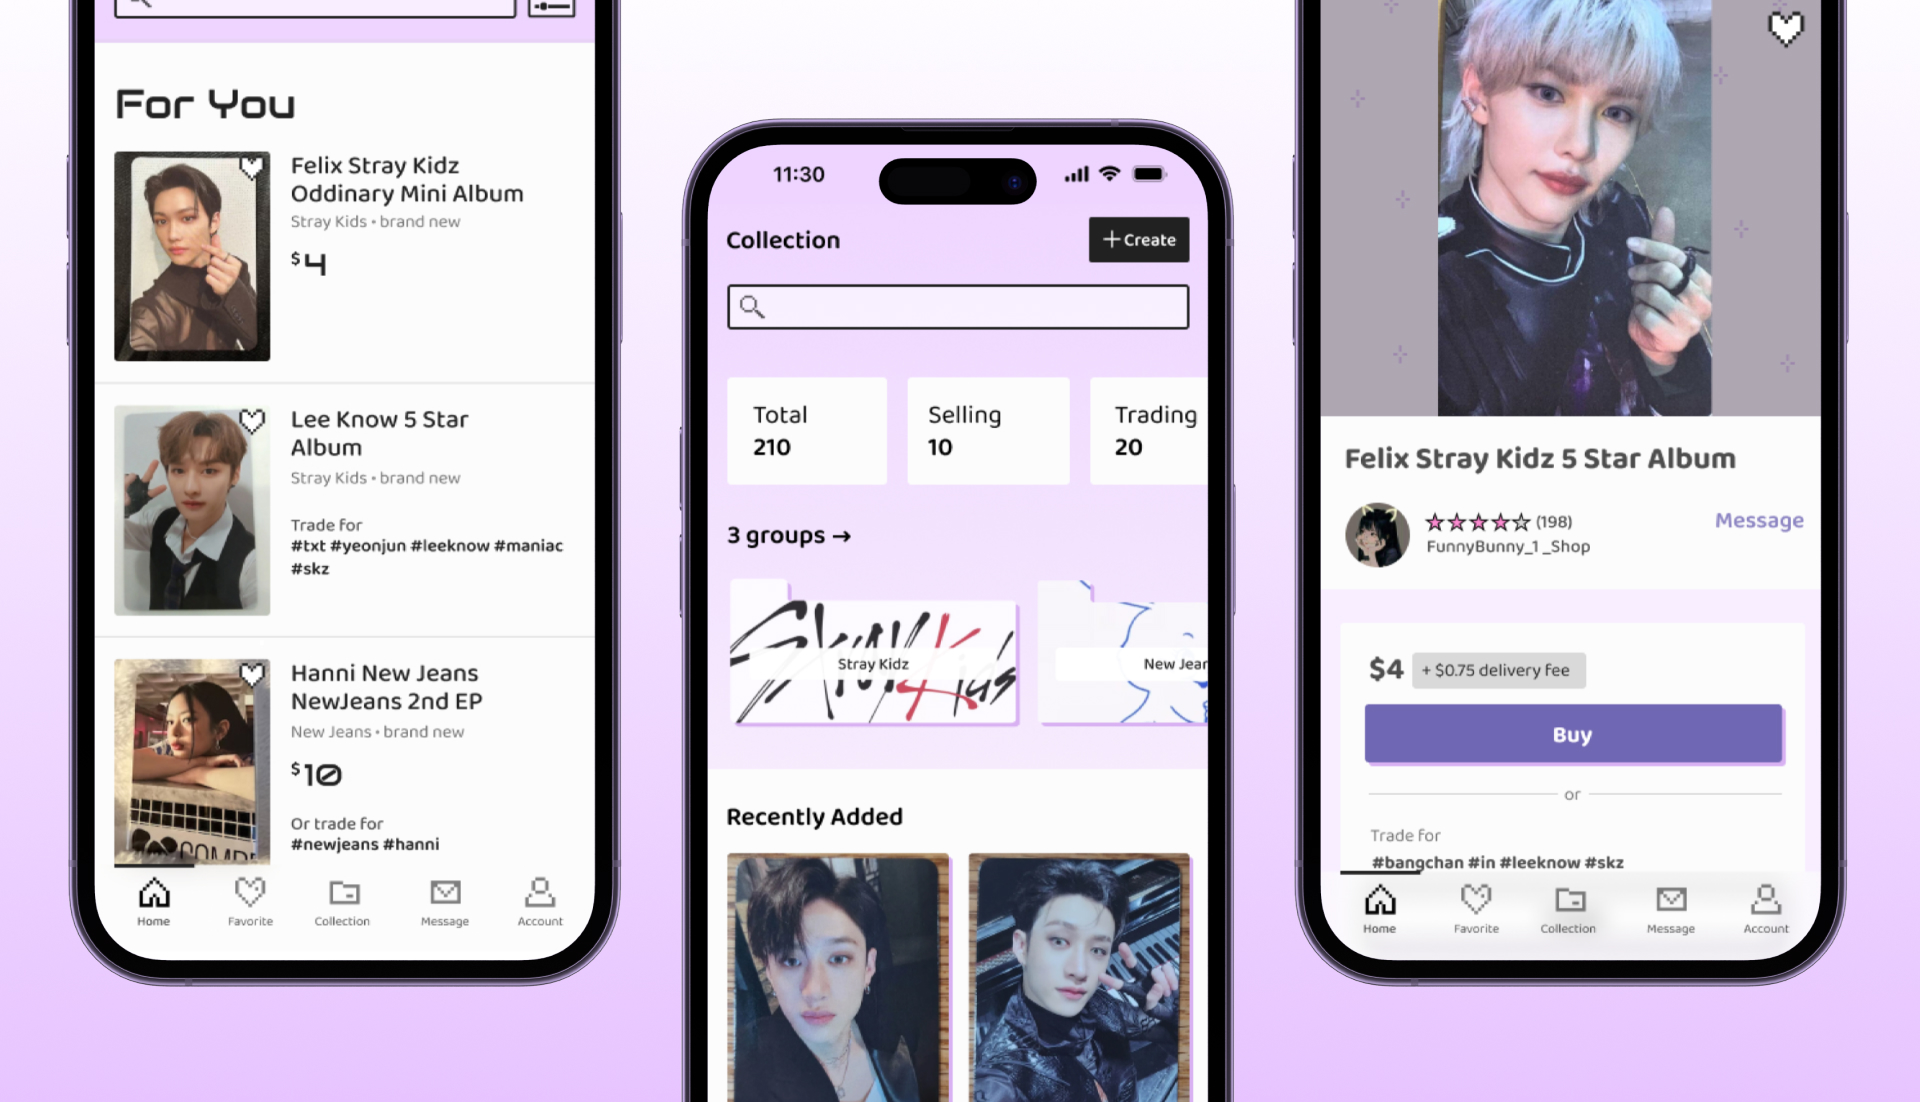 For You
Felix Stray Kidz
Oddinary Mini Album
Stray Kids • brand new
$4
Lee Know 5 Star
Album
Stray Kids • brand new
Trade for
#txt #yeonjun #leeknow #maniac
#skz
Hanni New Jeans
NewJeans 2nd EP
New Jeans • brand new
$10
Or trade for
#newjeans #hanni
Home
Favorite
Collection
Message
Account
11:30
Collection
+ Create
Total
210
Selling
10
Trading
20
3 groups →
Stray Kids
Stray Kidz
New Jear
Recently Added
Felix Stray Kidz 5 Star Album
(198)
Message
FunnyBunny_1 _Shop
$4 + $0.75 delivery fee
Buy
or
Trade for
#bangchan #in #leeknow #skz
Home
Favorite
Collection
Message
Account